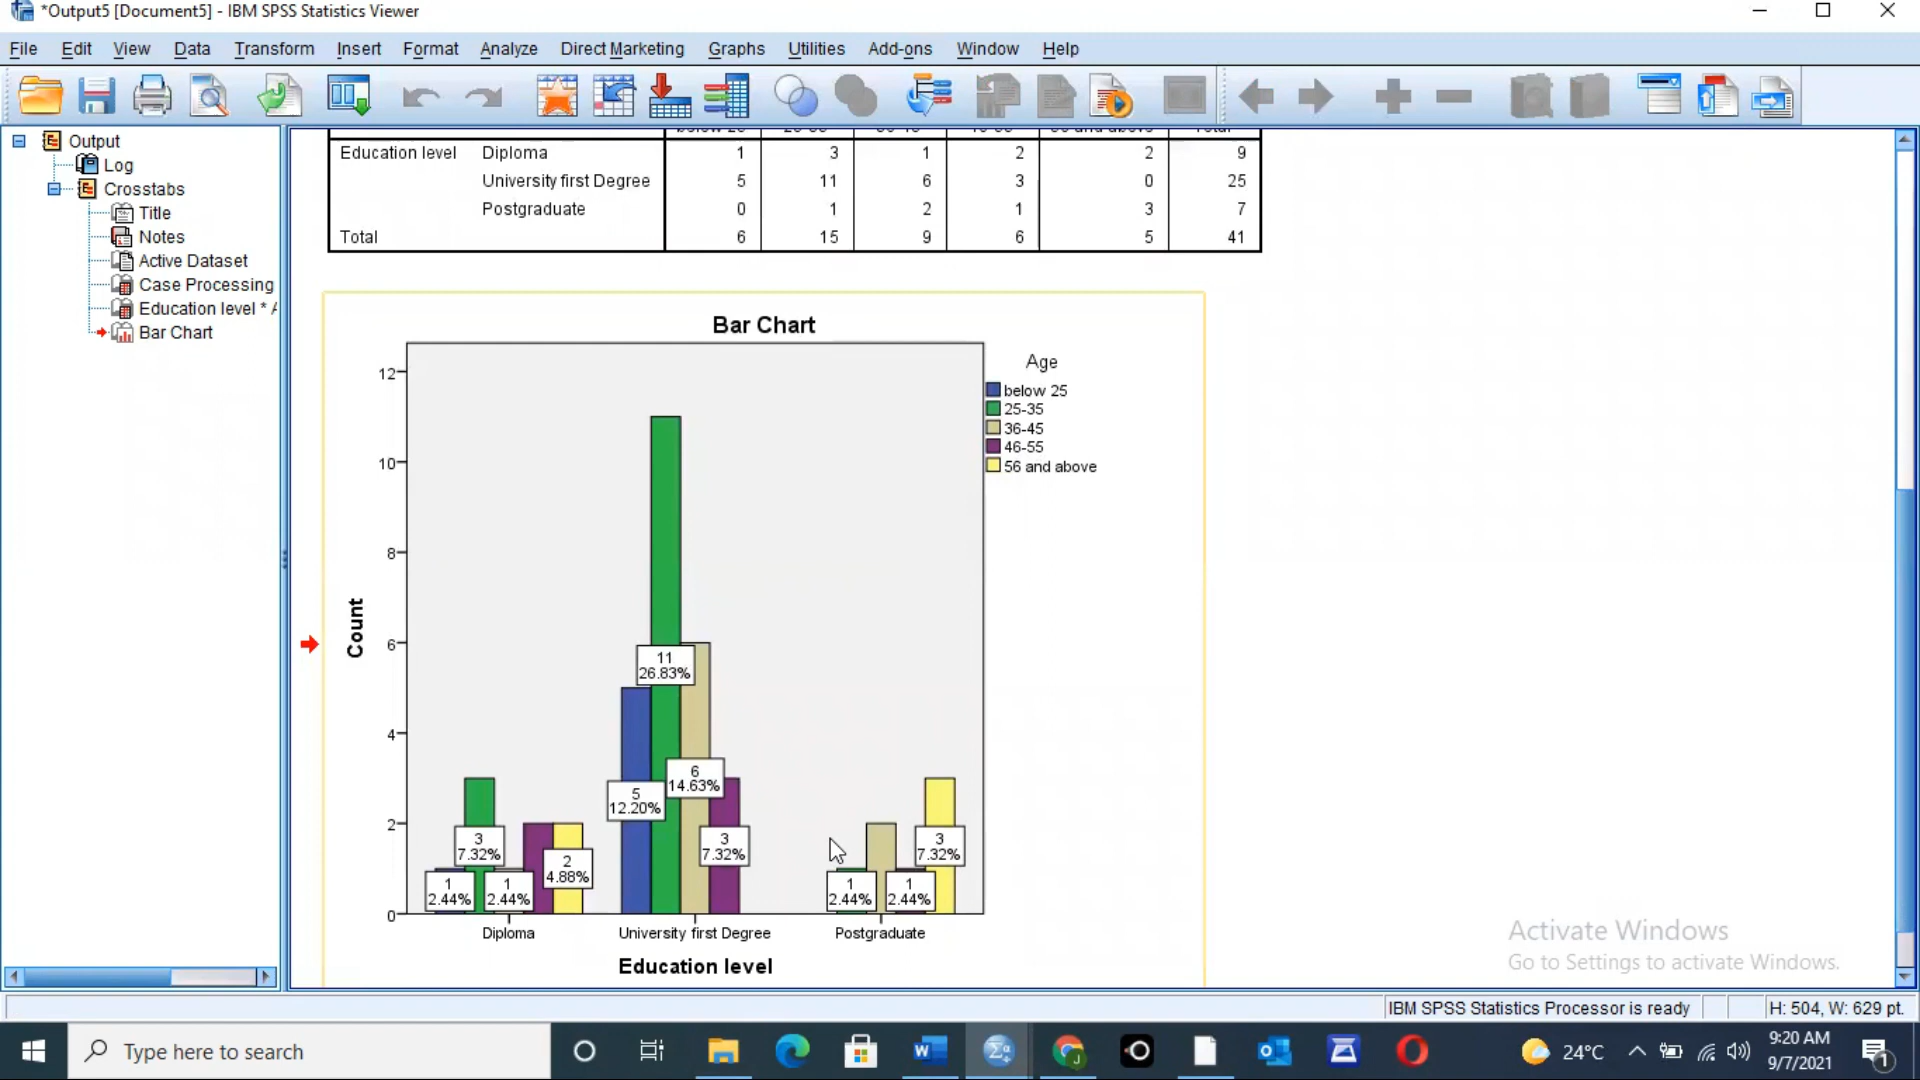 *Output5 [Document5] - IBM SPSS Statistics Viewer
File Edit View Data Transform Insert Format Analyze Direct Marketing Graphs Utilities Add-ons Window Help
Output
Log
Crosstabs
Title
Notes
Active Dataset
Case Processing
Education level *
Bar Chart
Education level Diploma 1 3 1 2 2 9
University first Degree 5 11 6 3 0 25
Postgraduate 0 1 2 1 3 7
Total 6 15 9 6 5 41
Bar Chart
Age
below 25
25-35
36-45
46-55
56 and above
12
10
8
6
4
2
0
Count
11
26.83%
6
14.63%
5
12.20%
3
7.32%
3
7.32%
3
7.32%
2
4.88%
1
2.44%
1
2.44%
1
2.44%
1
2.44%
Diploma University first Degree Postgraduate
Education level
Activate Windows
Go to Settings to activate Windows.
IBM SPSS Statistics Processor is ready H: 504, W: 629 pt.
Type here to search
24°C
9:20 AM
9/7/2021
1